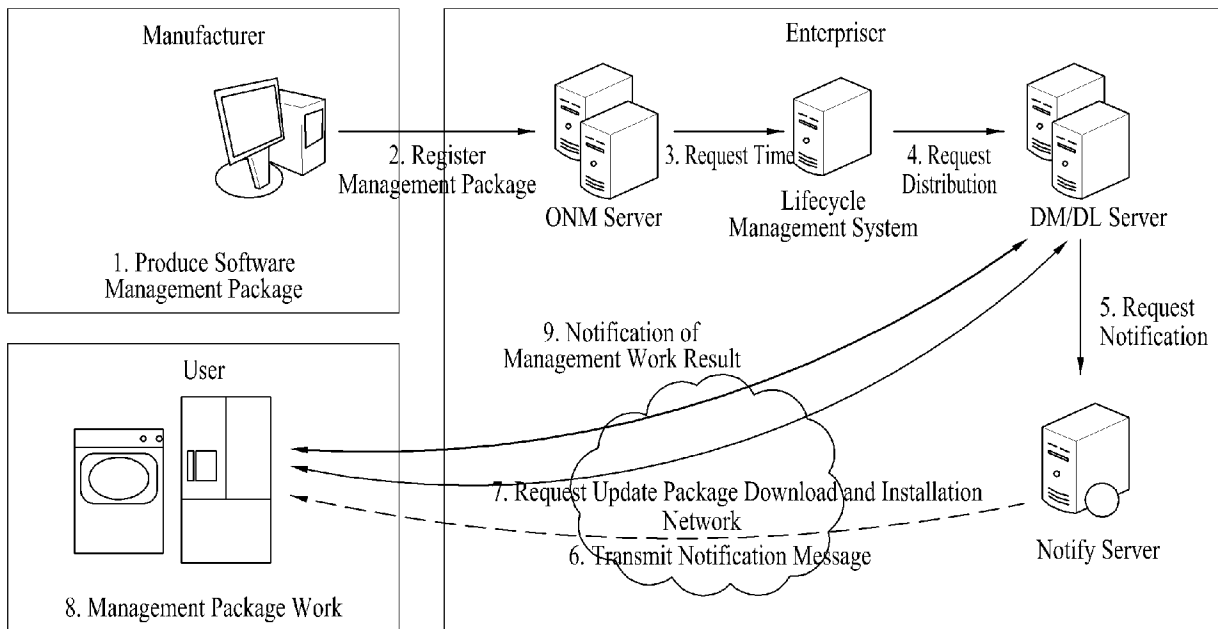 Manufacturer
Enterpriser
2. Register
Management Package
3. Request Time
4. Request
Distribution
ONM Server
Lifecycle
Management System
DM/DL Server
1. Produce Software
Management Package
5. Request
Notification
9. Notification of
Management Work Result
User
7. Request Update Package Download and Installation
Network
6. Transmit Notification Message
Notify Server
8. Management Package Work